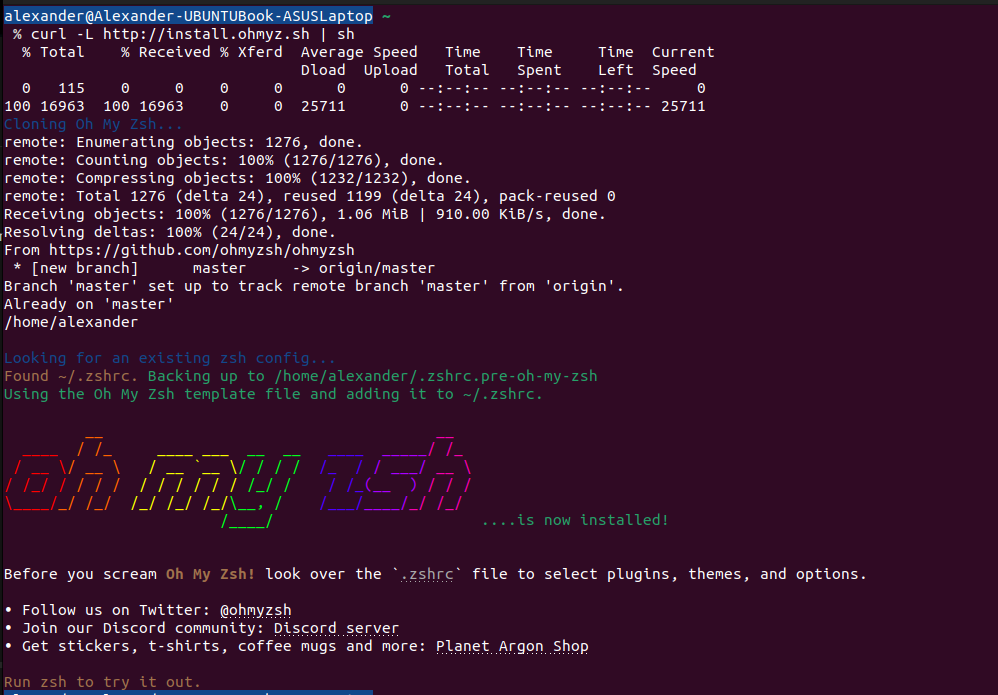 alexander@Alexander-UBUNTUBook-ASUSLaptop ~
 % curl -L http://install.ohmyz.sh | sh
  % Total    % Received % Xferd  Average Speed   Time    Time     Time  Current
                                 Dload  Upload   Total   Spent    Left  Speed
  0   115    0     0    0     0      0      0 --:--:-- --:--:-- --:--:--     0
100 16963  100 16963    0     0  25711      0 --:--:-- --:--:-- --:--:-- 25711
Cloning Oh My Zsh...
remote: Enumerating objects: 1276, done.
remote: Counting objects: 100% (1276/1276), done.
remote: Compressing objects: 100% (1232/1232), done.
remote: Total 1276 (delta 24), reused 1199 (delta 24), pack-reused 0
Receiving objects: 100% (1276/1276), 1.06 MiB | 910.00 KiB/s, done.
Resolving deltas: 100% (24/24), done.
From https://github.com/ohmyzsh/ohmyzsh
 * [new branch]      master     -> origin/master
Branch 'master' set up to track remote branch 'master' from 'origin'.
Already on 'master'
/home/alexander
Looking for an existing zsh config...
Found ~/.zshrc. Backing up to /home/alexander/.zshrc.pre-oh-my-zsh
Using the Oh My Zsh template file and adding it to ~/.zshrc.
oh my zsh
....is now installed!
Before you scream Oh My Zsh! look over the `.zshrc` file to select plugins, themes, and options.
• Follow us on Twitter: @ohmyzsh
• Join our Discord community: Discord server
• Get stickers, t-shirts, coffee mugs and more: Planet Argon Shop
Run zsh to try it out.